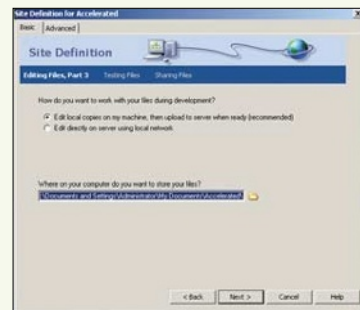 Site Definition for Accelerated
Basic
Advanced
Site Definition
Editing Files, Part 3
Testing Files
Sharing Files
How do you want to work with your files during development?
Edit local copies on my machine, then upload to server when ready (recommended)
Edit directly on server using local network
Where on your computer do you want to store your files?
:\Documents and Settings\Administrator\My Documents\Accelerated\
< Back
Next >
Cancel
Help